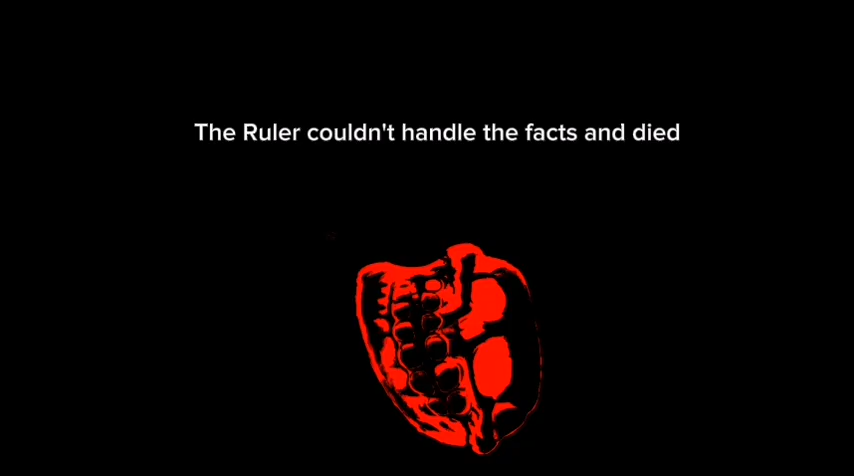 The Ruler couldn't handle the facts and died